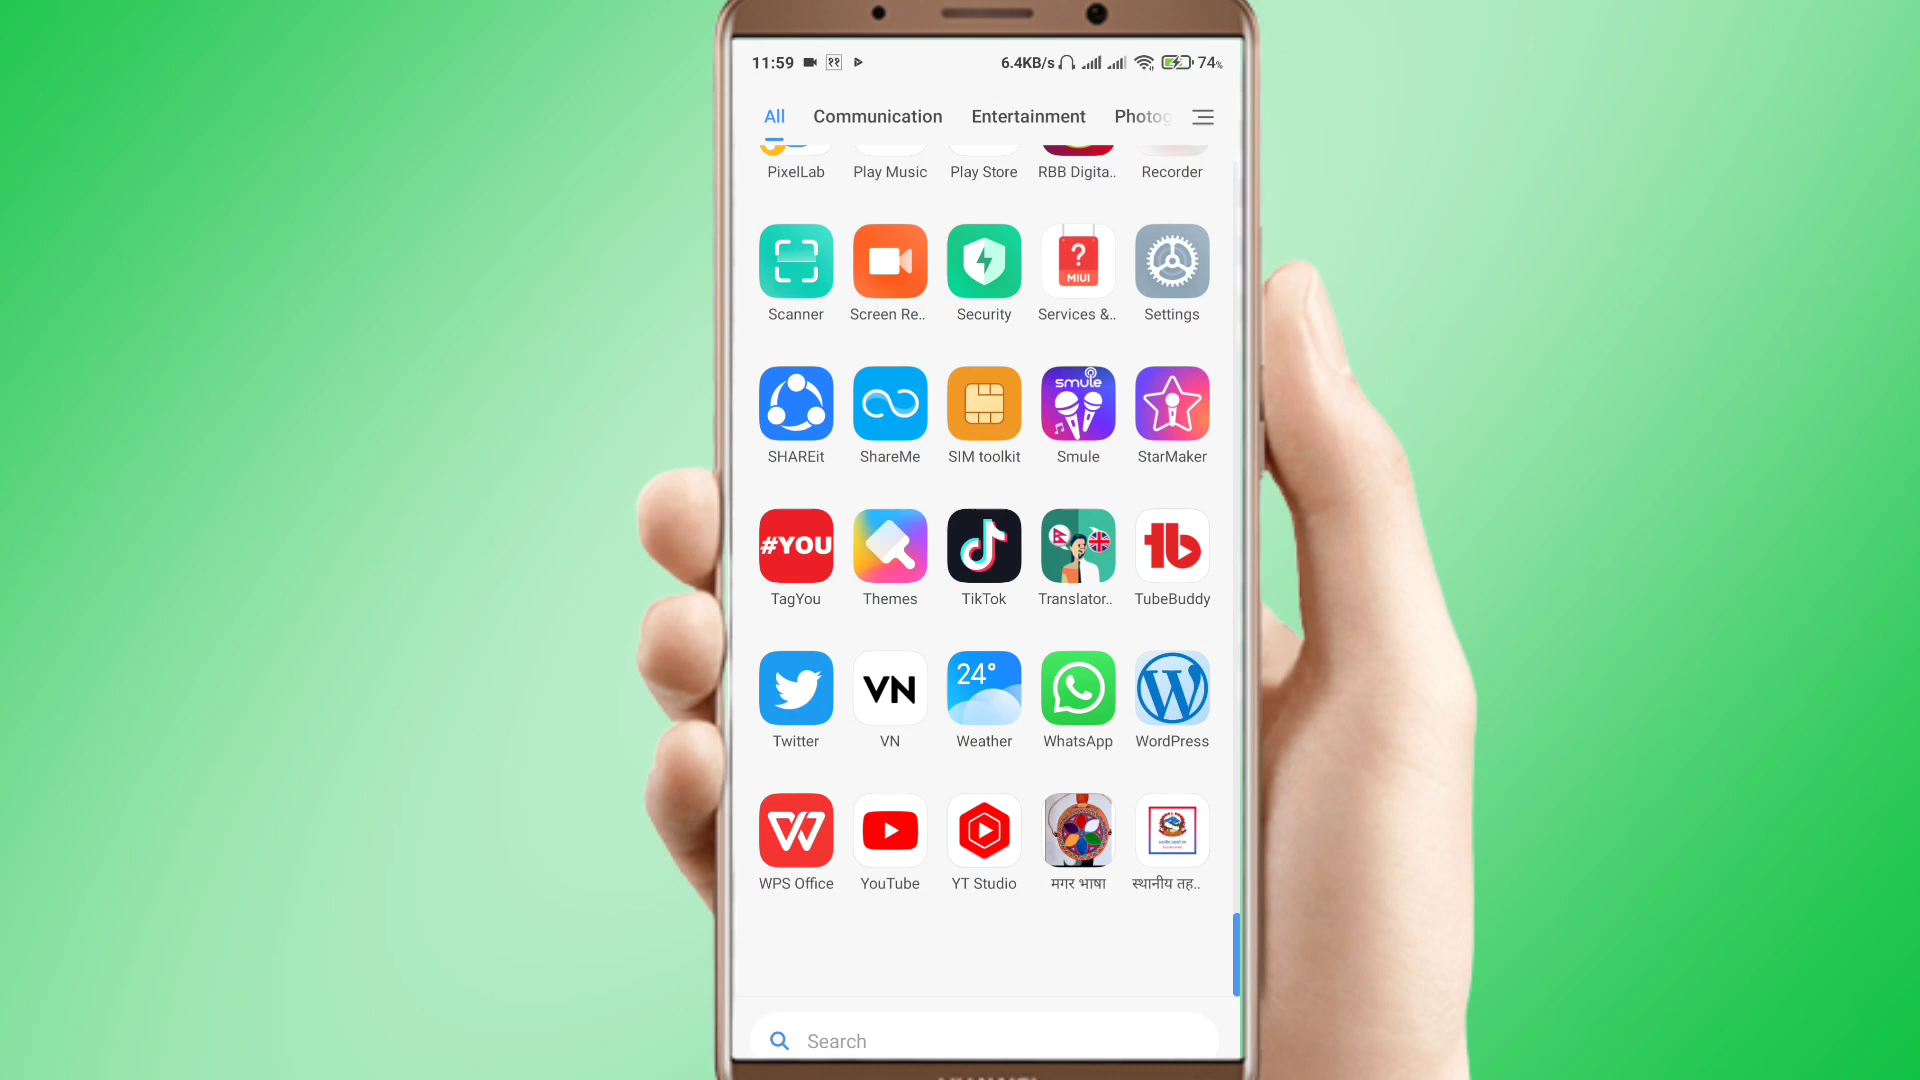 11:59 ११ 6.4KB/s 74%
All Communication Entertainment Photog
PixelLab Play Music Play Store RBB Digita.. Recorder
? MIUI
Scanner Screen Re.. Security Services &.. Settings
smule
SHAREit ShareMe SIM toolkit Smule StarMaker
#YOU
TagYou Themes TikTok Translator.. TubeBuddy
VN 24°
Twitter VN Weather WhatsApp WordPress
WPS Office YouTube YT Studio मगर भाषा स्थानीय तह..
Search